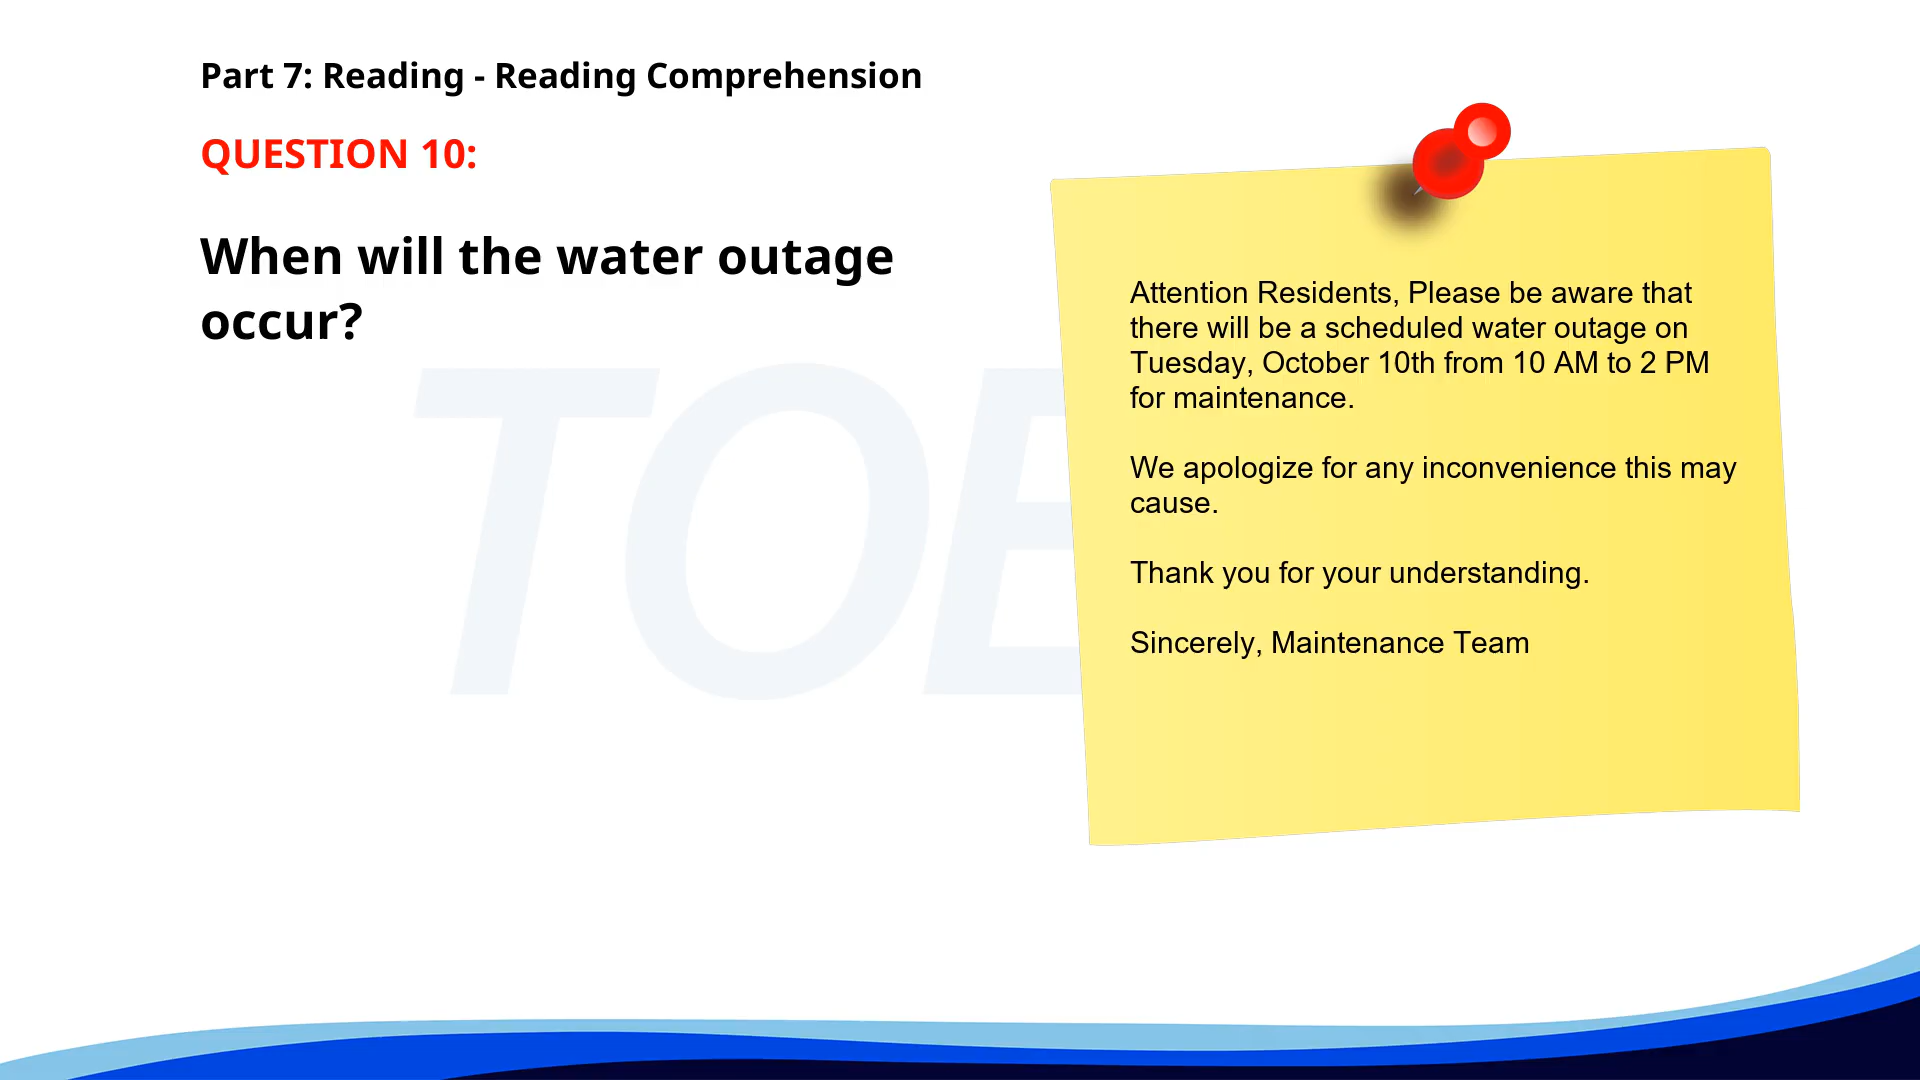 Part 7: Reading - Reading Comprehension
QUESTION 10:
When will the water outage
occur?
TOE
Attention Residents, Please be aware that
there will be a scheduled water outage on
Tuesday, October 10th from 10 AM to 2 PM
for maintenance.
We apologize for any inconvenience this may
cause.
Thank you for your understanding.
Sincerely, Maintenance Team